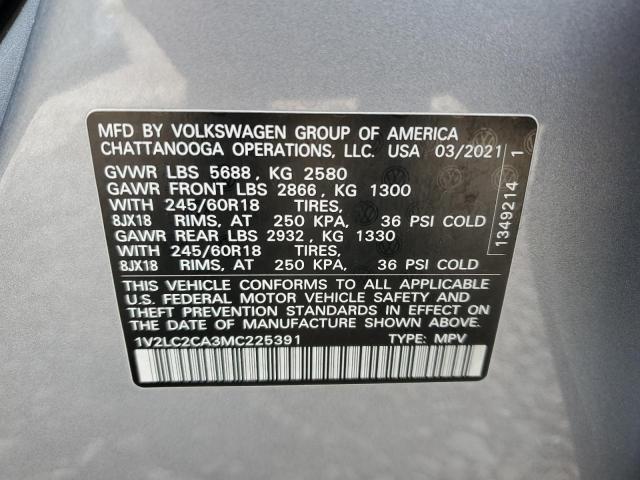 MFD BY VOLKSWAGEN GROUP OF AMERICA
CHATTANOOGA OPERATIONS, LLC. USA 03/2021
GVWR LBS 5688, KG 2580
GAWR FRONT LBS 2866, KG 1300
WITH 245/60R18 TIRES,
8JX18 RIMS, AT 250 KPA, 36 PSI COLD
GAWR REAR LBS 2932, KG 1330
WITH 245/60R18 TIRES,
8JX18 RIMS, AT 250 KPA, 36 PSI COLD
THIS VEHICLE CONFORMS TO ALL APPLICABLE
U.S. FEDERAL MOTOR VEHICLE SAFETY AND
THEFT PREVENTION STANDARDS IN EFFECT ON
THE DATE OF MANUFACTURE SHOWN ABOVE.
1V2LC2CA3MC225391 TYPE: MPV
1349214 1